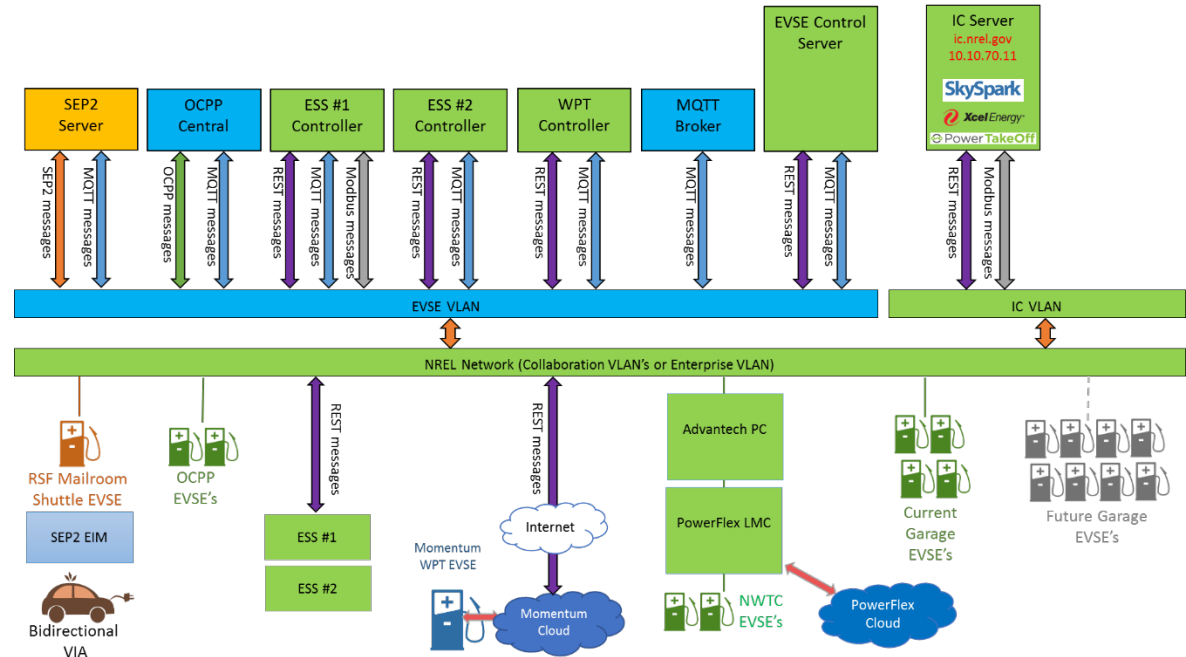 EVSE Control
Server
IC Server
ic.nrel.gov
10.10.70.11
SkySpark
Xcel Energy®
PowerTakeOff
SEP2
Server
OCPP
Central
ESS #1
Controller
ESS #2
Controller
WPT
Controller
MQTT
Broker
SEP2 messages
MQTT messages
OCPP messages
MQTT messages
REST messages
MQTT messages
Modbus messages
REST messages
MQTT messages
REST messages
MQTT messages
MQTT messages
REST messages
MQTT messages
REST messages
Modbus messages
EVSE VLAN
IC VLAN
NREL Network (Collaboration VLAN's or Enterprise VLAN)
RSF Mailroom
Shuttle EVSE
SEP2 EIM
Bidirectional
VIA
OCPP
EVSE's
REST messages
ESS #1
ESS #2
REST messages
Internet
Momentum
WPT EVSE
Momentum
Cloud
Advantech PC
PowerFlex LMC
NWTC
EVSE's
PowerFlex
Cloud
Current
Garage
EVSE's
Future Garage
EVSE's